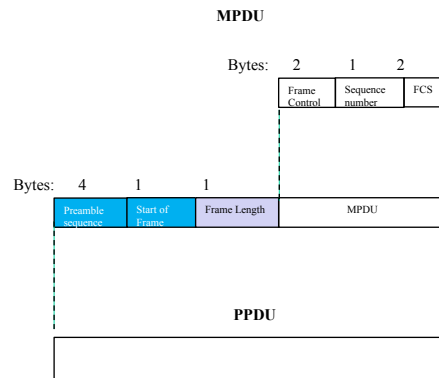 MPDU
Bytes: 2 1 2
Frame Control Sequence number FCS
Bytes: 4 1 1
Preamble sequence Start of Frame Frame Length MPDU
PPDU